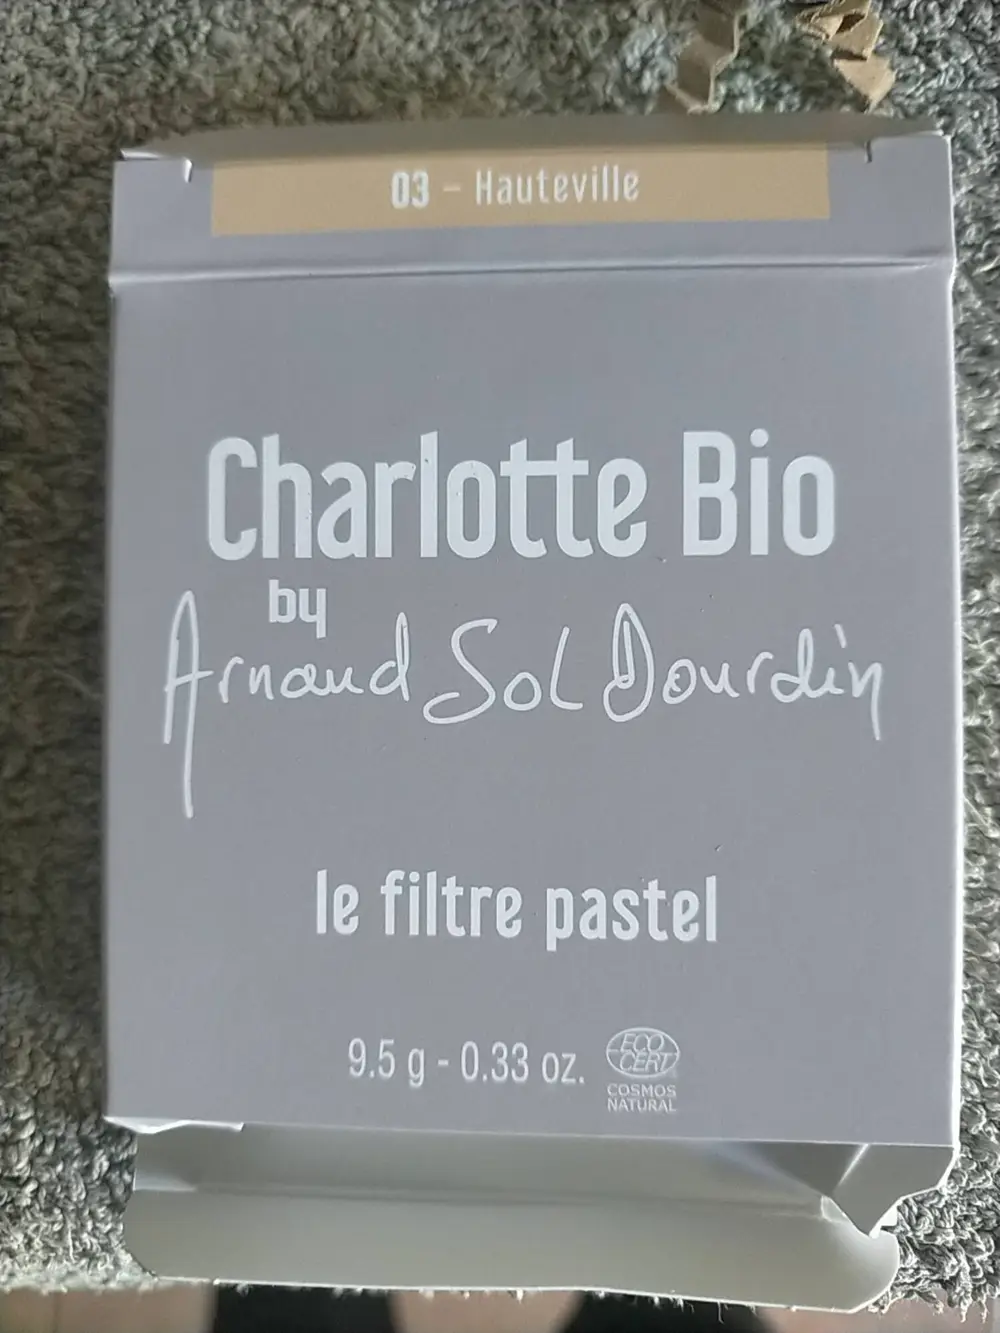 03 – Hauteville
Charlotte Bio
by
Arnaud Sol Dourdin
le filtre pastel
9.5 g - 0.33 oz.
ECO
CERT
COSMOS
NATURAL